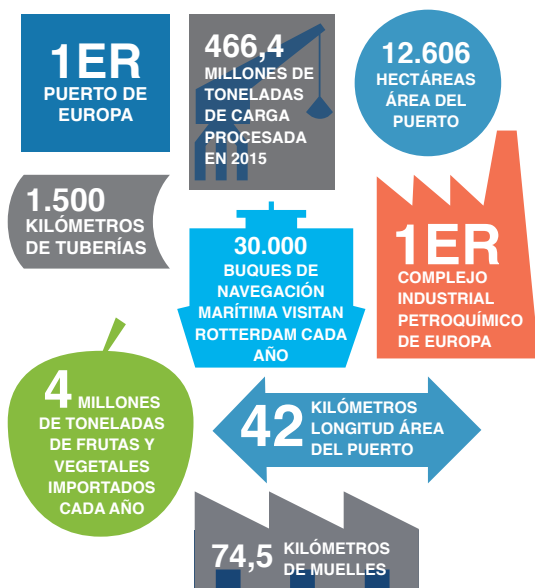 1ER
PUERTO DE
EUROPA
466,4
MILLONES DE
TONELADAS
DE CARGA
PROCESADA
EN 2015
12.606
HECTÁREAS
ÁREA DEL
PUERTO
1.500
KILÓMETROS
DE TUBERÍAS
30.000
BUQUES DE
NAVEGACIÓN
MARÍTIMA VISITAN
ROTTERDAM CADA
AÑO
1ER
COMPLEJO
INDUSTRIAL
PETROQUÍMICO
DE EUROPA
4 MILLONES
DE TONELADAS
DE FRUTAS Y
VEGETALES
IMPORTADOS
CADA AÑO
42 KILÓMETROS
LONGITUD ÁREA
DEL PUERTO
74,5 KILÓMETROS
DE MUELLES